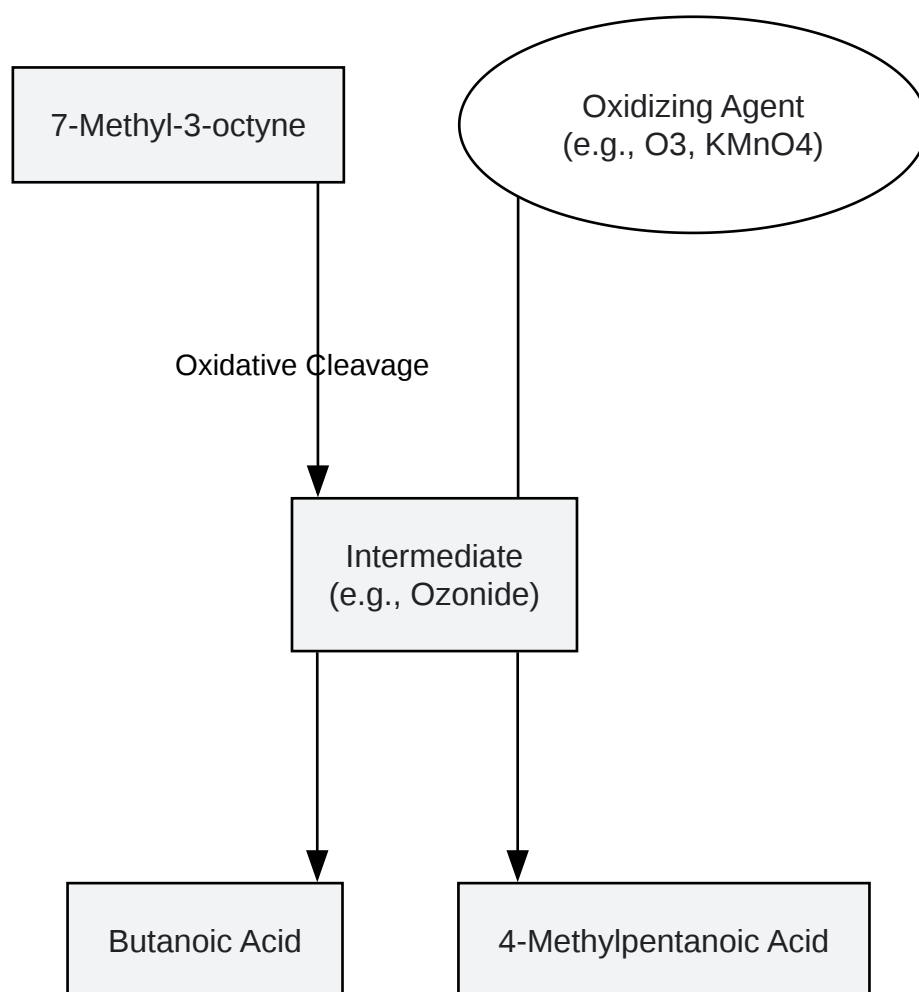 7-Methyl-3-octyne
Oxidizing Agent
(e.g., O3, KMnO4)
Oxidative Cleavage
Intermediate
(e.g., Ozonide)
Butanoic Acid
4-Methylpentanoic Acid